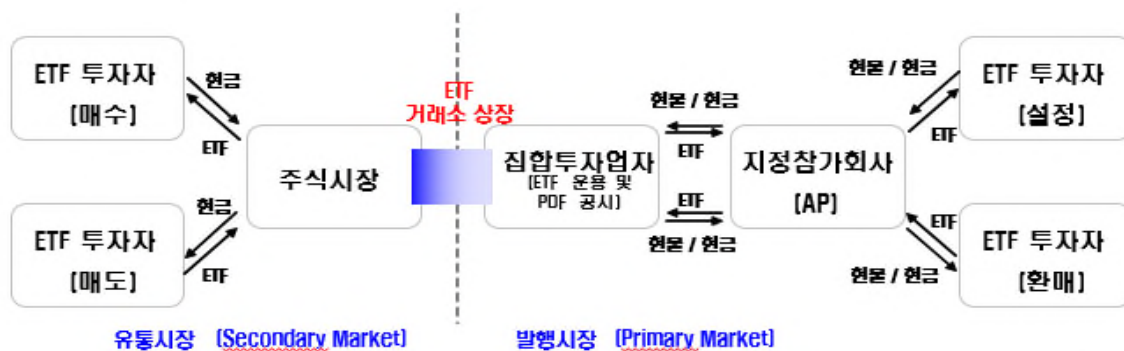 ETF 투자자
[매수]
현금
ETF
ETF 투자자
[매도]
현금
ETF
주식시장
ETF
거래소 상장
집합투자업자
[ETF 운용 및
PDF 공시]
현물 / 현금
ETF
ETF
현물 / 현금
지정참가회사
[AP]
현물 / 현금
ETF
ETF 투자자
[설정]
ETF
현물 / 현금
ETF 투자자
[환매]
유통시장 [Secondary Market]
발행시장 [Primary Market]